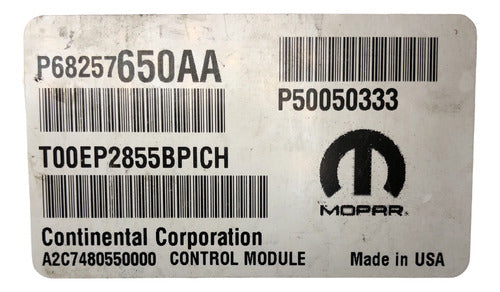 P68257650AA
P50050333
T00EP2855BPICH
MOPAR
Continental Corporation
A2C7480550000 CONTROL MODULE Made in USA